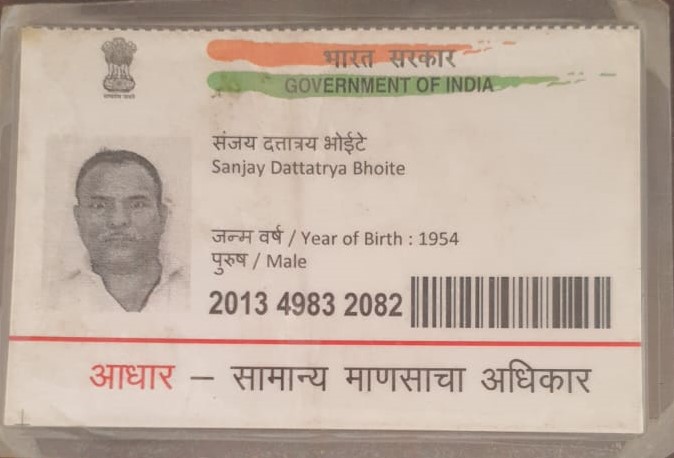 भारत सरकार
GOVERNMENT OF INDIA
संजय दत्तात्रय भोईटे
Sanjay Dattatrya Bhoite
जन्म वर्ष / Year of Birth : 1954
पुरुष / Male
2013 4983 2082
आधार – सामान्य माणसाचा अधिकार